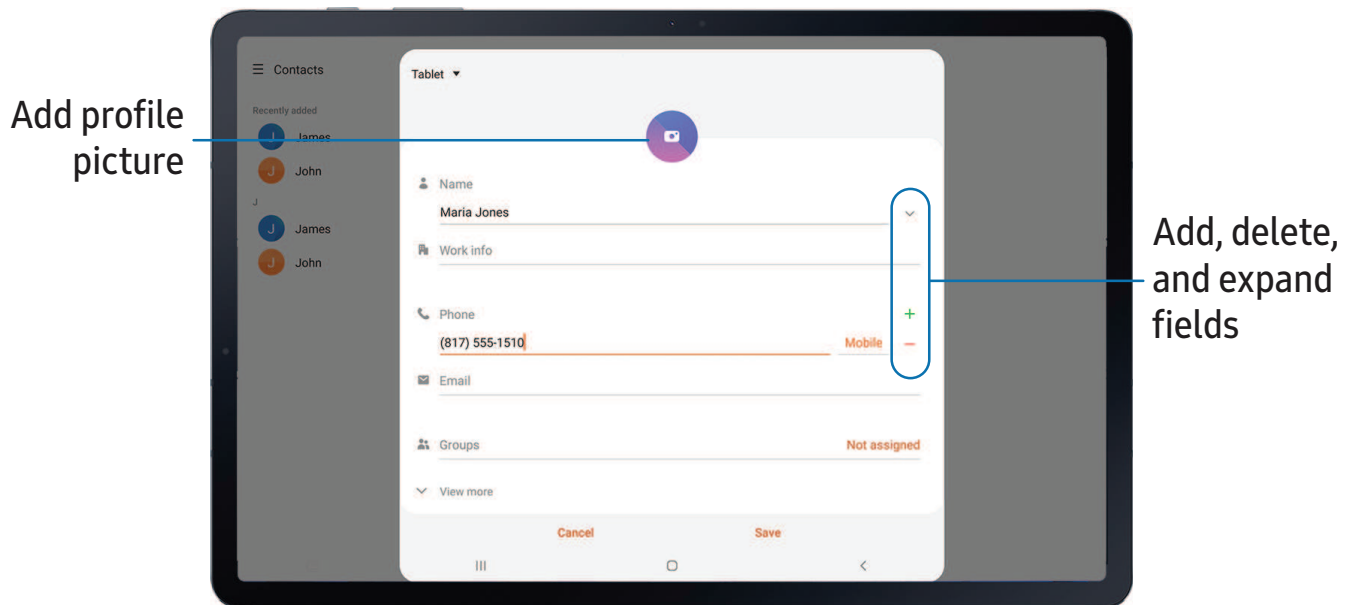 Add profile
picture
Add, delete,
and expand
fields
Contacts
Recently added
J James
J John
J
J James
J John
Tablet
Name
Maria Jones
Work info
Phone
(817) 555-1510 Mobile
Email
Groups Not assigned
View more
Cancel Save